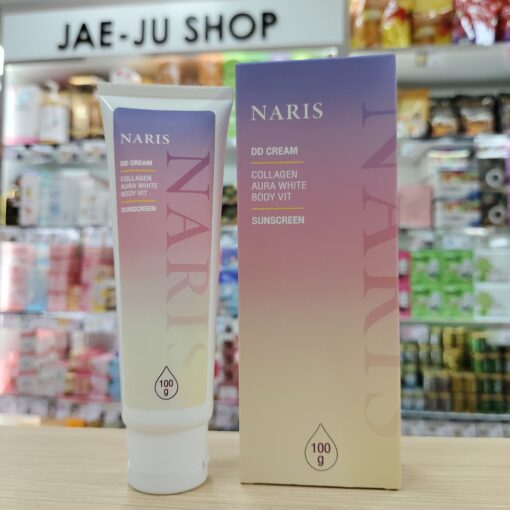 JAE-JU SHOP
NARIS
DD CREAM
COLLAGEN
AURA WHITE
BODY VIT
SUNSCREEN
NARIS
100
g
NARIS
DD CREAM
COLLAGEN
AURA WHITE
BODY VIT
SUNSCREEN
NARIS
100
g